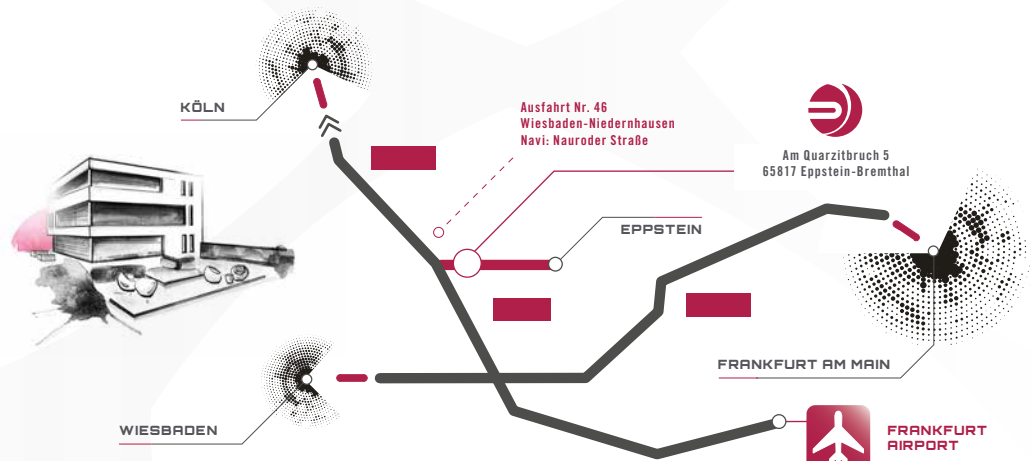 KÖLN
Ausfahrt Nr. 46
Wiesbaden-Niedernhausen
Navi: Nauroder Straße
Am Quarzitbruch 5
65817 Eppstein-Bremthal
EPPSTEIN
FRANKFURT AM MAIN
WIESBADEN
FRANKFURT
AIRPORT